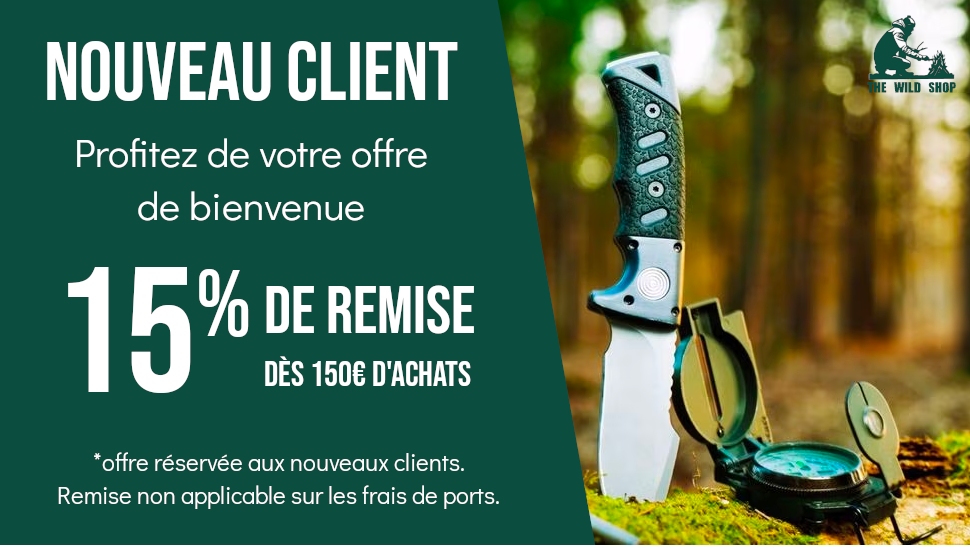 NOUVEAU CLIENT
Profitez de votre offre
de bienvenue
15% DE REMISE
DÈS 150€ D'ACHATS
*offre réservée aux nouveaux clients.
Remise non applicable sur les frais de ports.
THE WILD SHOP